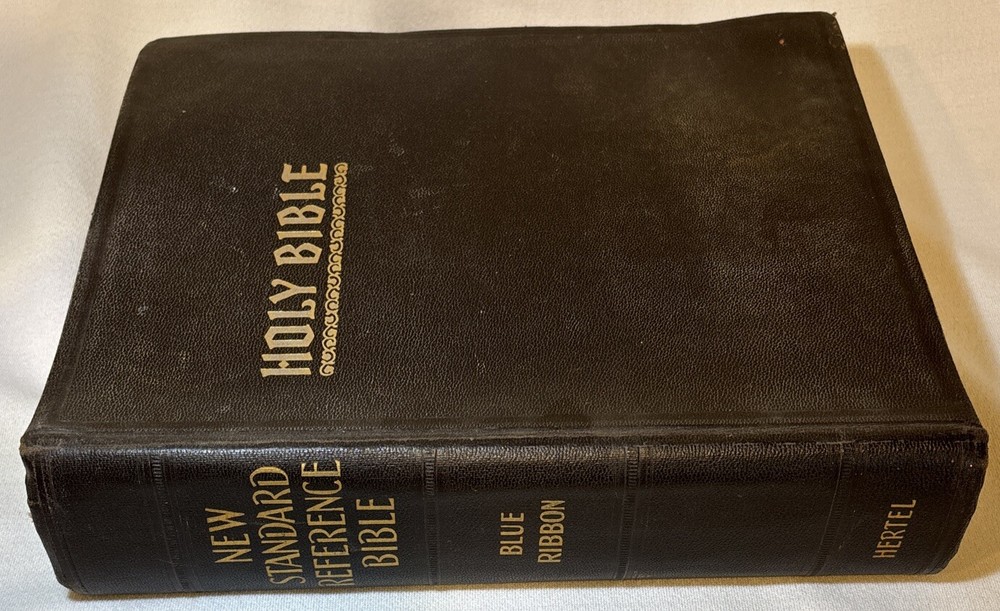 HOLY BIBLE
NEW
STANDARD
REFERENCE
BIBLE
BLUE
RIBBON
HERTEL